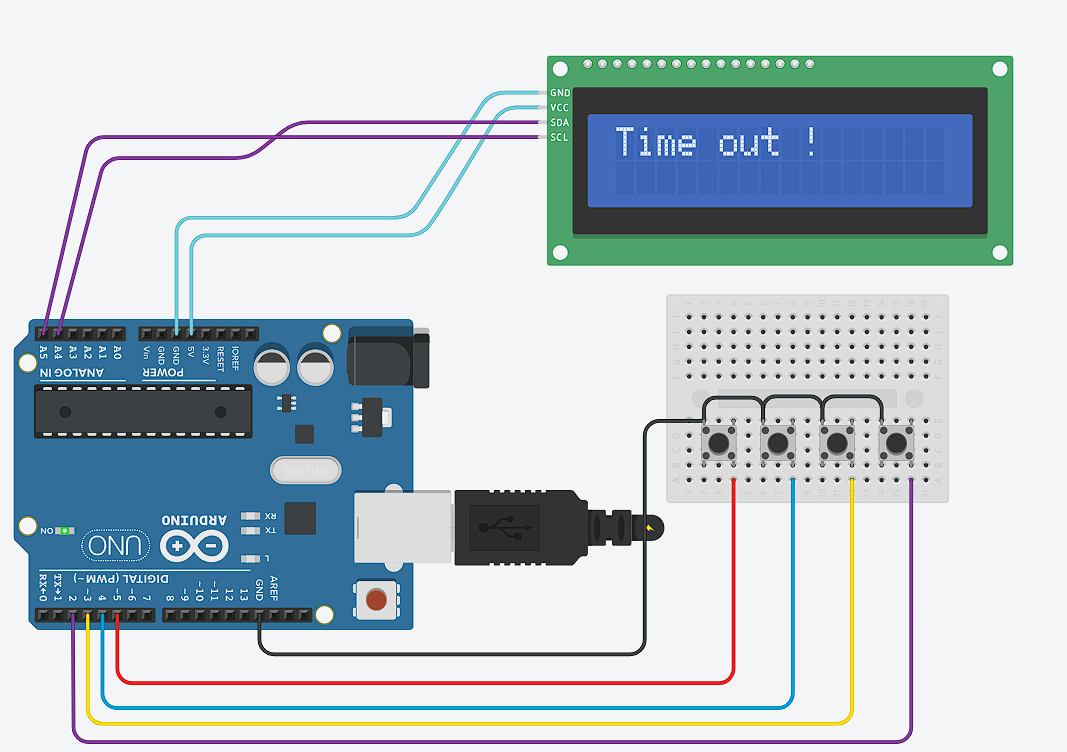 GND
VCC
SDA
SCL
Time out !
A5 A4 A3 A2 A1 A0
Vin GND GND 5V 3.3V RESET IOREF
ANALOG IN
POWER
RX
TX
ARDUINO
ON
UNO
L
DIGITAL (PWM~)
RX←0 TX→1 2 ~3 4 ~5 ~6 7 8 ~9 ~10 ~11 12 13 GND AREF